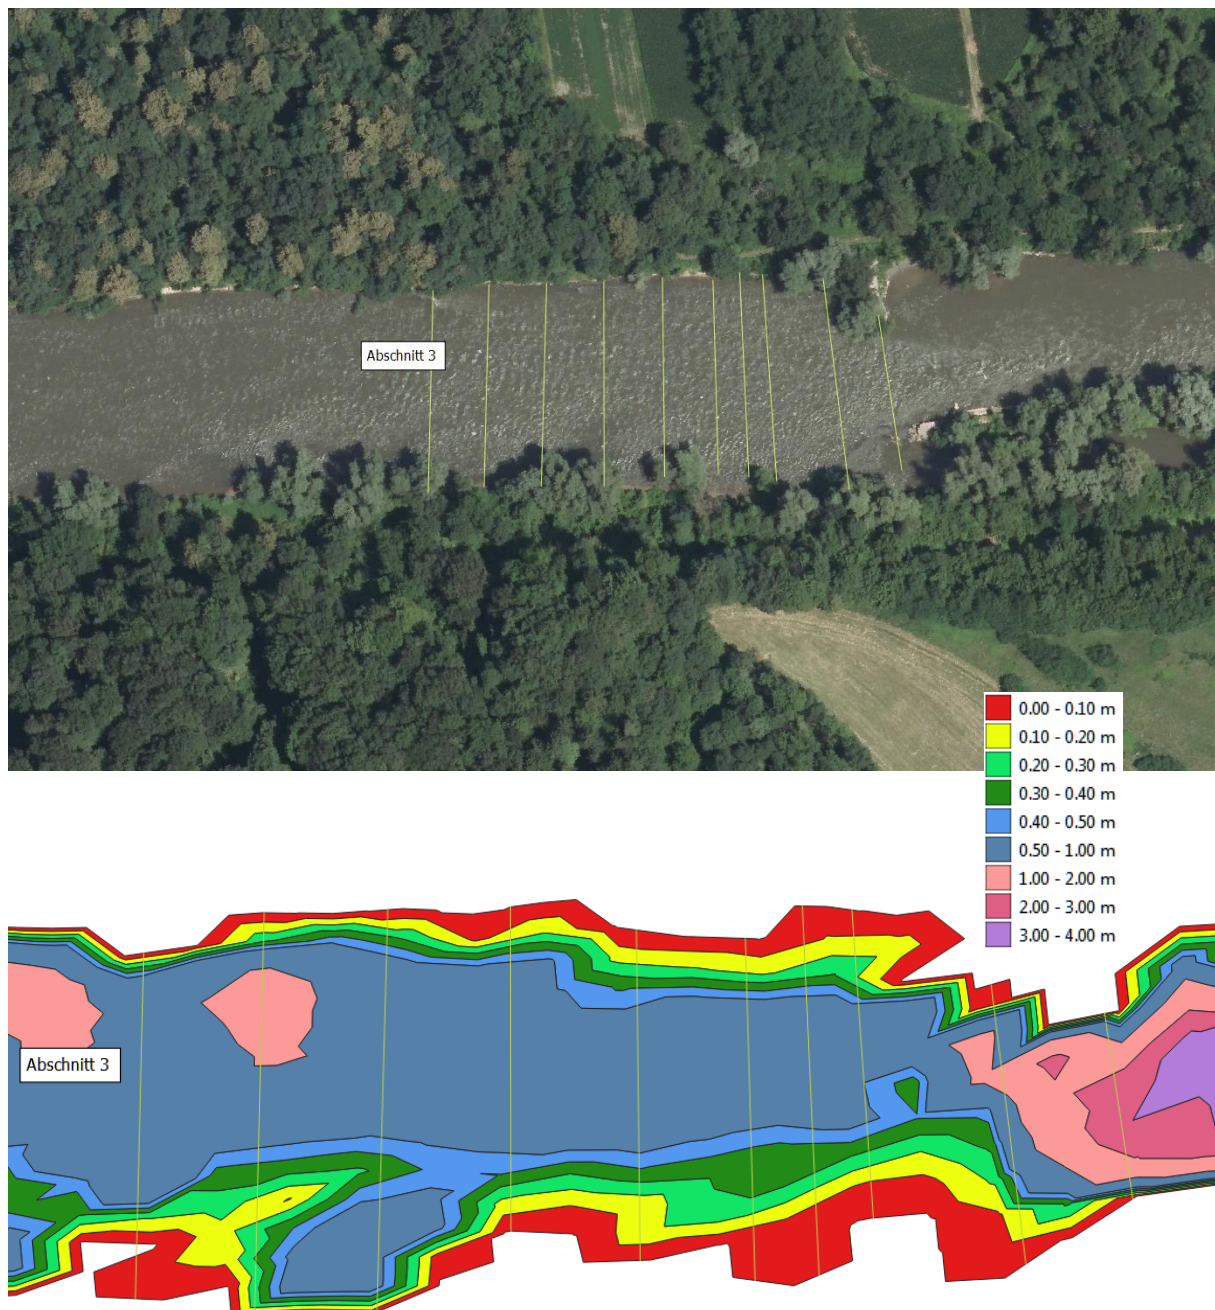 Abschnitt 3
0.00 - 0.10 m
0.10 - 0.20 m
0.20 - 0.30 m
0.30 - 0.40 m
0.40 - 0.50 m
0.50 - 1.00 m
1.00 - 2.00 m
2.00 - 3.00 m
3.00 - 4.00 m
Abschnitt 3